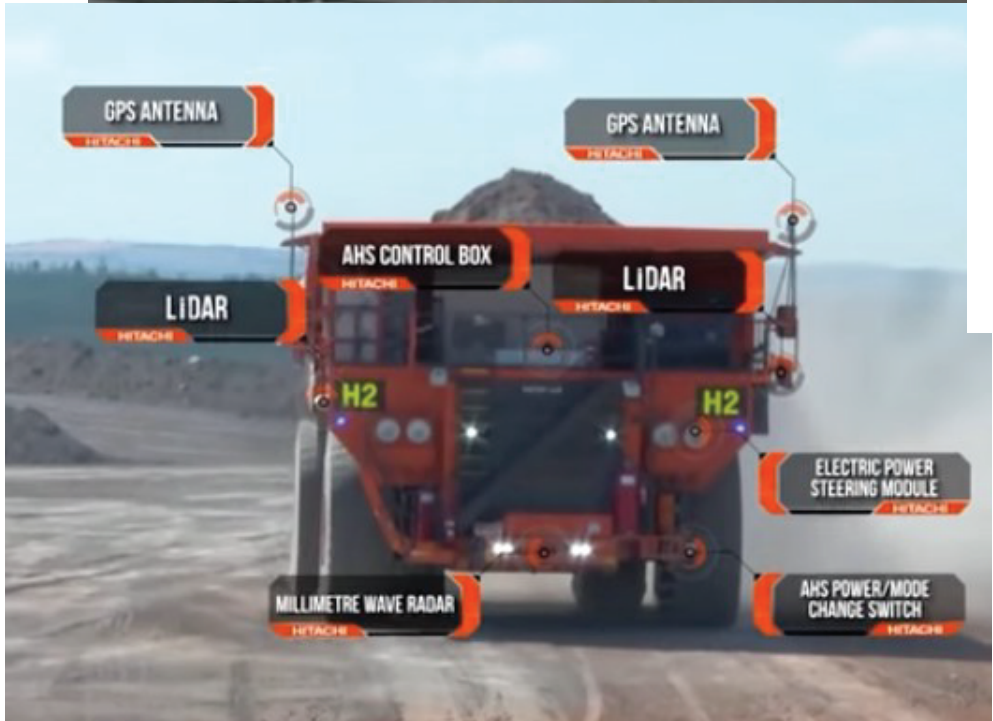 GPS ANTENNA
HITACHI
GPS ANTENNA
HITACHI
AHS CONTROL BOX
HITACHI
LiDAR
HITACHI
LiDAR
HITACHI
H2
H2
ELECTRIC POWER
STEERING MODULE
HITACHI
MILLIMETRE WAVE RADAR
HITACHI
AHS POWER/MODE
CHANGE SWITCH
HITACHI